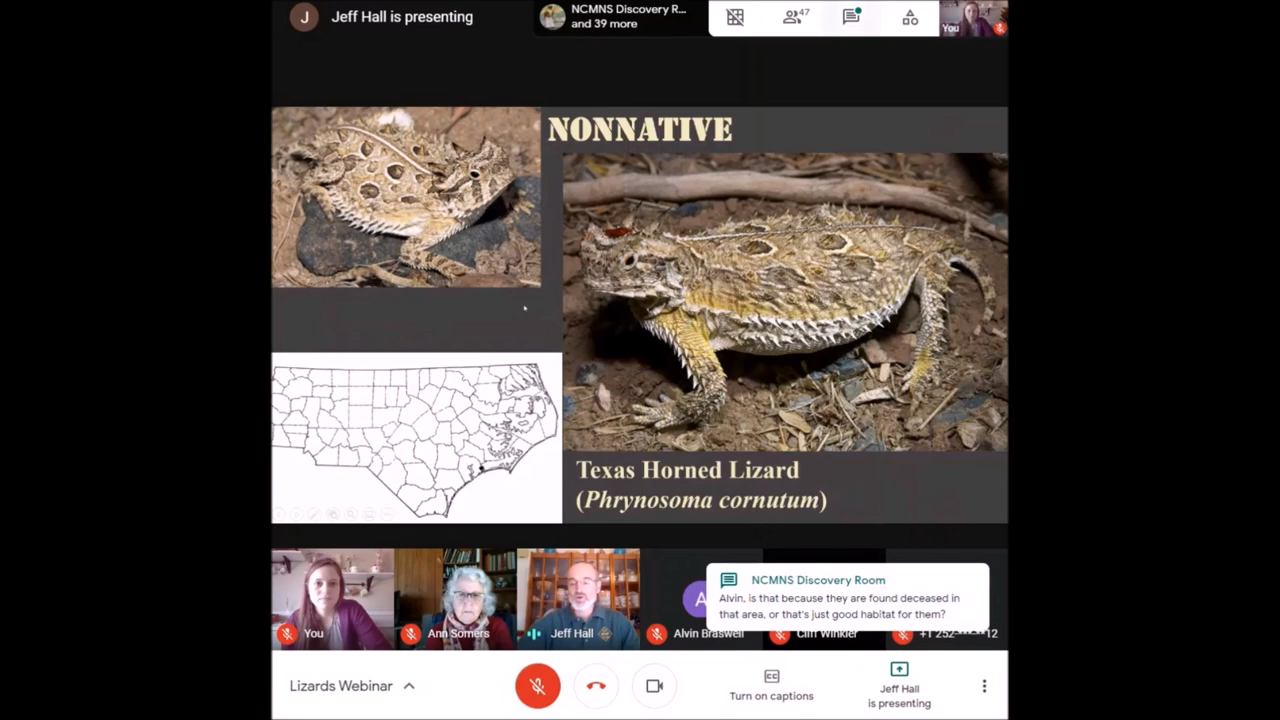 J
Jeff Hall is presenting
NCMNS Discovery R...
and 39 more
47
You
NONNATIVE
Texas Horned Lizard
(Phrynosoma cornutum)
You
Ann Somers
Jeff Hall
A
Alvin Braswell
Cliff Winkler
NCMNS Discovery Room
Alvin, is that because they are found deceased in
that area, or that's just good habitat for them?
Lizards Webinar
CC
Turn on captions
Jeff Hall
is presenting